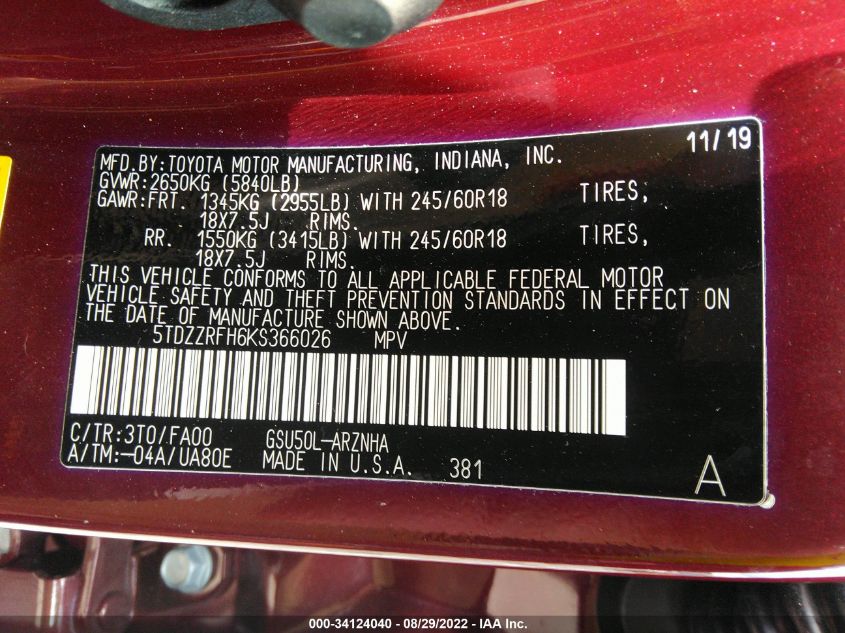 11/19
MFD.BY:TOYOTA MOTOR MANUFACTURING, INDIANA, INC.
GVWR:2650KG (5840LB)
GAWR:FRT. 1345KG (2955LB) WITH 245/60R18 TIRES,
18X7.5J RIMS.
RR. 1550KG (3415LB) WITH 245/60R18 TIRES,
18X7.5J RIMS.
THIS VEHICLE CONFORMS TO ALL APPLICABLE FEDERAL MOTOR
VEHICLE SAFETY AND THEFT PREVENTION STANDARDS IN EFFECT ON
THE DATE OF MANUFACTURE SHOWN ABOVE.
5TDZZRFH6KS366026 MPV
C/TR:3T0/FA00 GSU50L-ARZNHA
A/TM:-04A/UA80E MADE IN U.S.A. 381
A
000-34124040 - 08/29/2022 - IAA Inc.